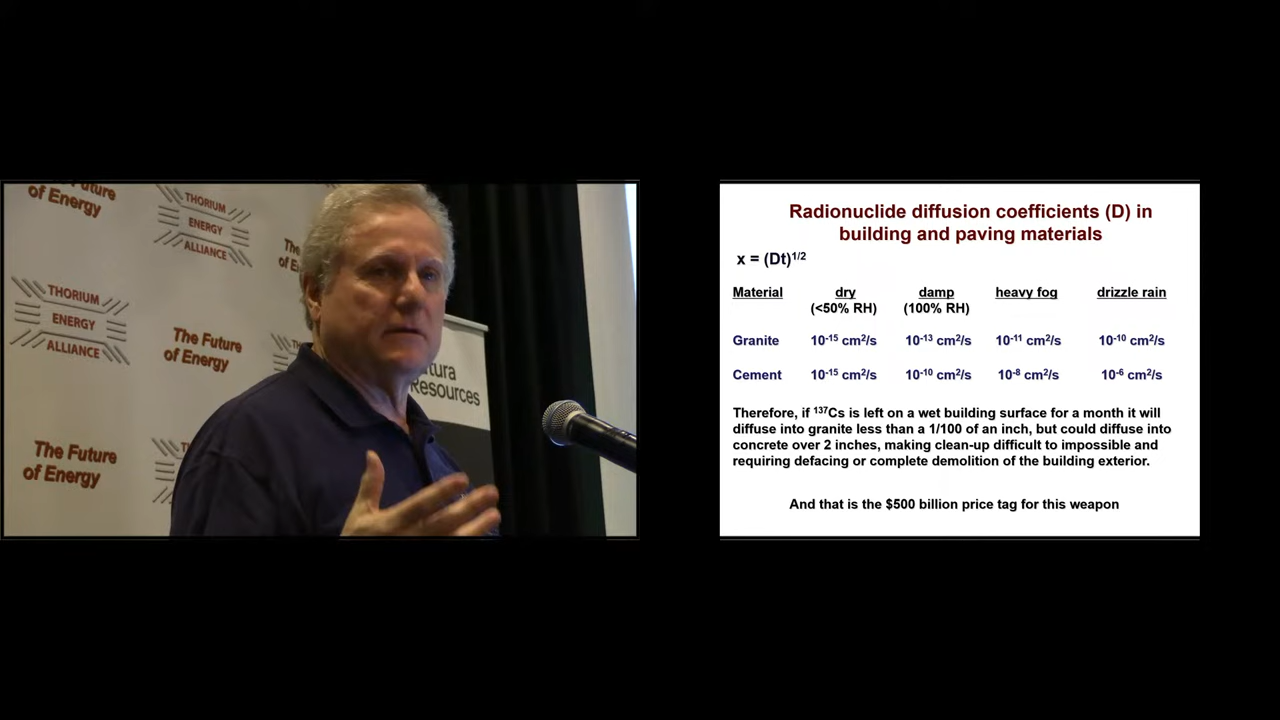 Future
of Energy
THORIUM
ENERGY
ALLIANCE
The
of E
THORIUM
ENERGY
ALLIANCE
The Future
of Energy
The Future
of Energy
tura
Resources
Radionuclide diffusion coefficients (D) in
building and paving materials
x = (Dt)1/2
Material dry damp heavy fog drizzle rain
(<50% RH) (100% RH)
Granite 10-15 cm2/s 10-13 cm2/s 10-11 cm2/s 10-10 cm2/s
Cement 10-15 cm2/s 10-10 cm2/s 10-8 cm2/s 10-6 cm2/s
Therefore, if 137Cs is left on a wet building surface for a month it will
diffuse into granite less than a 1/100 of an inch, but could diffuse into
concrete over 2 inches, making clean-up difficult to impossible and
requiring defacing or complete demolition of the building exterior.
And that is the $500 billion price tag for this weapon